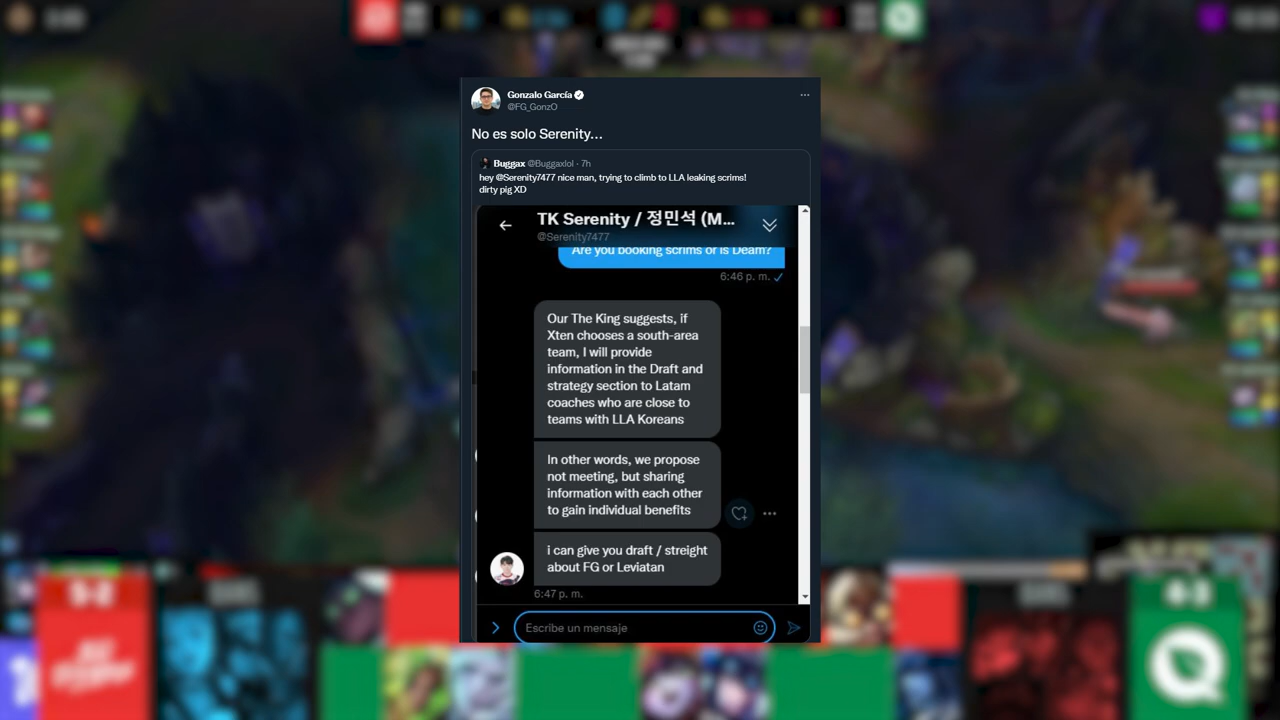 Gonzalo García
@FG_GonzO
No es solo Serenity...
Buggax @Buggaxlol · 7h
hey @Serenity7477 nice man, trying to climb to LLA leaking scrims!
dirty pig XD
TK Serenity / 정민석 (M...
@Serenity7477
Are you booking scrims or is Deam?
6:46 p. m.
Our The King suggests, if
Xten chooses a south-area
team, I will provide
information in the Draft and
strategy section to Latam
coaches who are close to
teams with LLA Koreans
In other words, we propose
not meeting, but sharing
information with each other
to gain individual benefits
i can give you draft / streight
about FG or Leviatan
6:47 p. m.
Escribe un mensaje